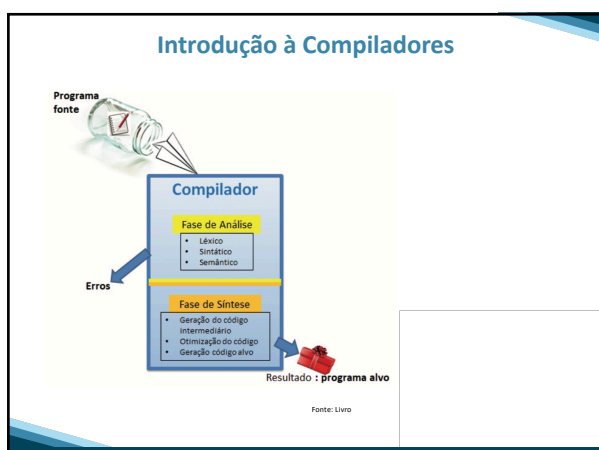 Introdução à Compiladores
Programa
fonte
Compilador
Fase de Análise
• Léxico
• Sintático
• Semântico
Erros
Fase de Síntese
• Geração do código
Intermediário
• Otimização do código
• Geração código alvo
Resultado : programa alvo
Fonte: Livro